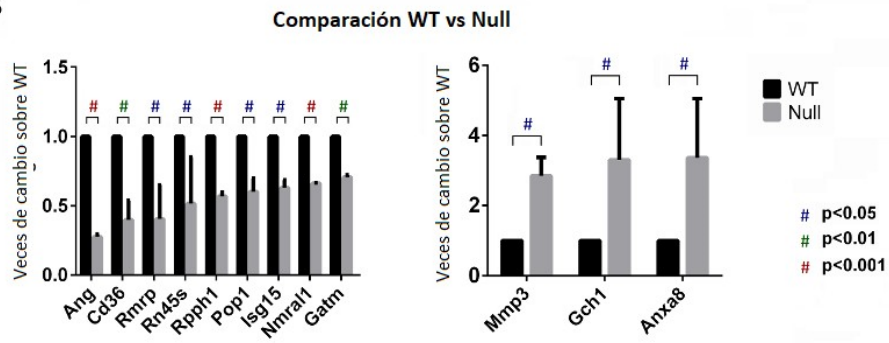 Comparación WT vs Null
Veces de cambio sobre WT
1.5
1.0
0.5
0.0
# # # # # # # # #
Ang Cd36 Rmrp Rn45s Rpph1 Pop1 Isg15 Nmral1 Gatm
Veces de cambio sobre WT
6
4
2
0
# # #
Mmp3 Gch1 Anxa8
WT
Null
# p<0.05
# p<0.01
# p<0.001